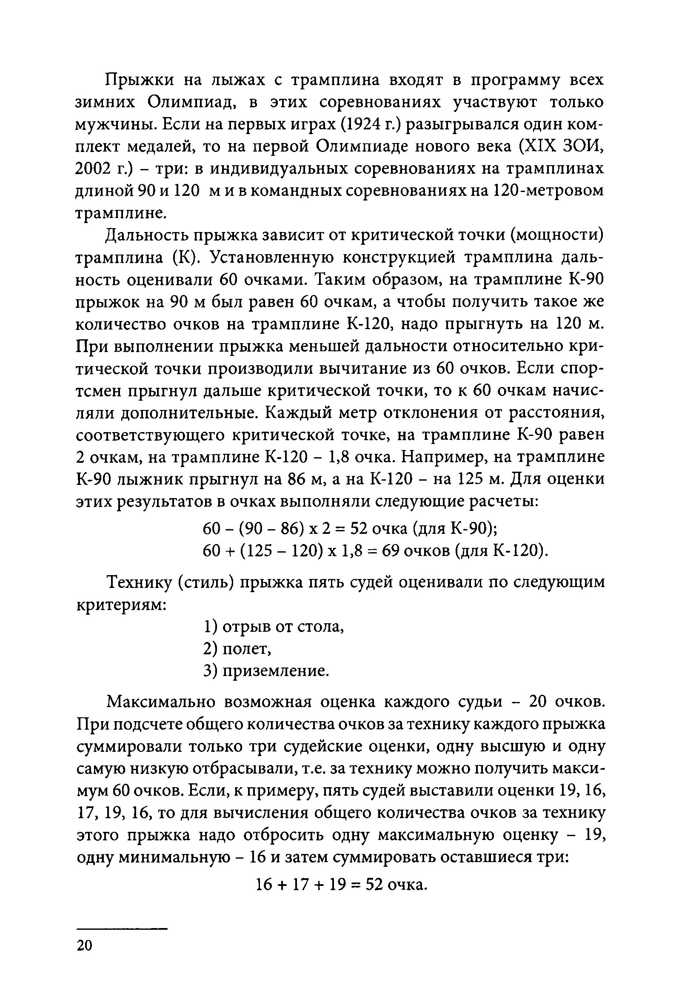 Прыжки на лыжах с трамплина входят в программу всех
зимних Олимпиад, в этих соревнованиях участвуют только
мужчины. Если на первых играх (1924 г.) разыгрывался один ком-
плект медалей, то на первой Олимпиаде нового века (XIX ЗОИ,
2002 г.) – три: в индивидуальных соревнованиях на трамплинах
длиной 90 и 120 м и в командных соревнованиях на 120-метровом
трамплине.
Дальность прыжка зависит от критической точки (мощности)
трамплина (К). Установленную конструкцией трамплина даль-
ность оценивали 60 очками. Таким образом, на трамплине К-90
прыжок на 90 м был равен 60 очкам, а чтобы получить такое же
количество очков на трамплине К-120, надо прыгнуть на 120 м.
При выполнении прыжка меньшей дальности относительно кри-
тической точки производили вычитание из 60 очков. Если спор-
тсмен прыгнул дальше критической точки, то к 60 очкам начис-
ляли дополнительные. Каждый метр отклонения от расстояния,
соответствующего критической точке, на трамплине К-90 равен
2 очкам, на трамплине К-120 – 1,8 очка. Например, на трамплине
К-90 лыжник прыгнул на 86 м, а на К-120 – на 125 м. Для оценки
этих результатов в очках выполняли следующие расчеты:
60 – (90 – 86) х 2 = 52 очка (для К-90);
60 + (125 – 120) х 1,8 = 69 очков (для К-120).
Технику (стиль) прыжка пять судей оценивали по следующим
критериям:
1) отрыв от стола,
2) полет,
3) приземление.
Максимально возможная оценка каждого судьи – 20 очков.
При подсчете общего количества очков за технику каждого прыжка
суммировали только три судейские оценки, одну высшую и одну
самую низкую отбрасывали, т.е. за технику можно получить макси-
мум 60 очков. Если, к примеру, пять судей выставили оценки 19, 16,
17, 19, 16, то для вычисления общего количества очков за технику
этого прыжка надо отбросить одну максимальную оценку – 19,
одну минимальную – 16 и затем суммировать оставшиеся три:
16 + 17 + 19 = 52 очка.
20